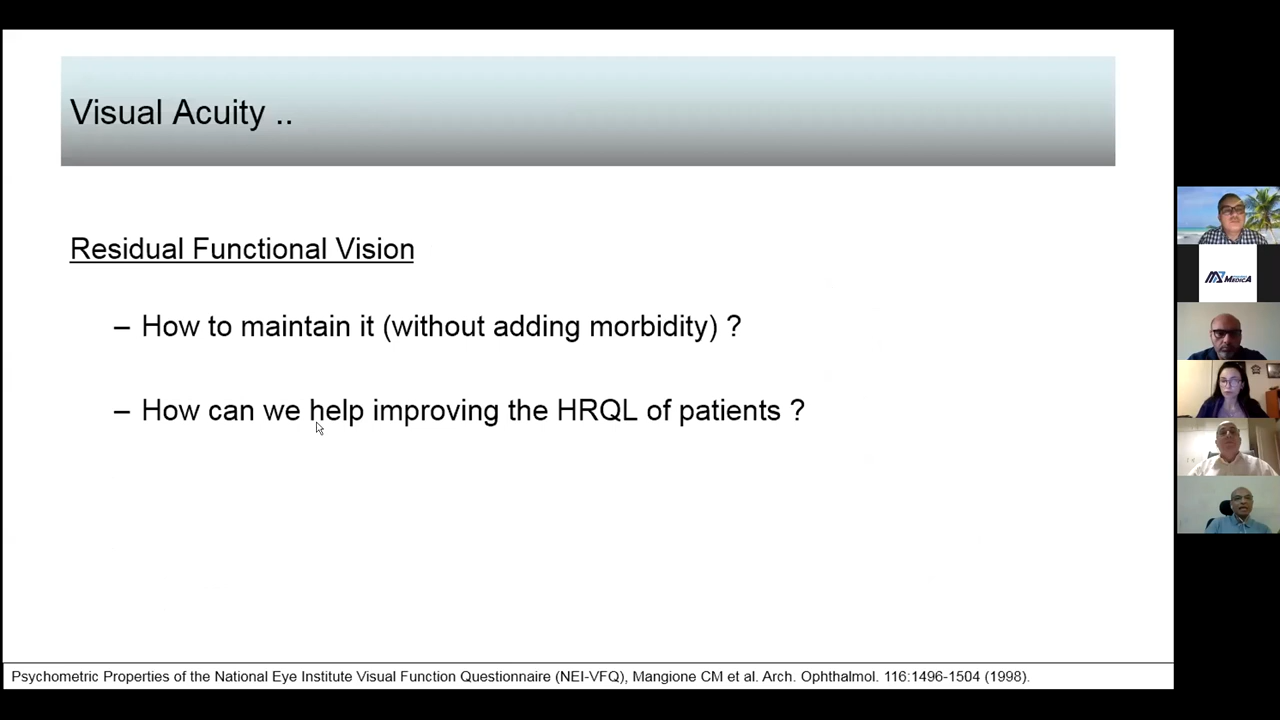 Visual Acuity ..
Residual Functional Vision
– How to maintain it (without adding morbidity) ?
– How can we help improving the HRQL of patients ?
MEDICA
Psychometric Properties of the National Eye Institute Visual Function Questionnaire (NEI-VFQ), Mangione CM et al. Arch. Ophthalmol. 116:1496-1504 (1998).